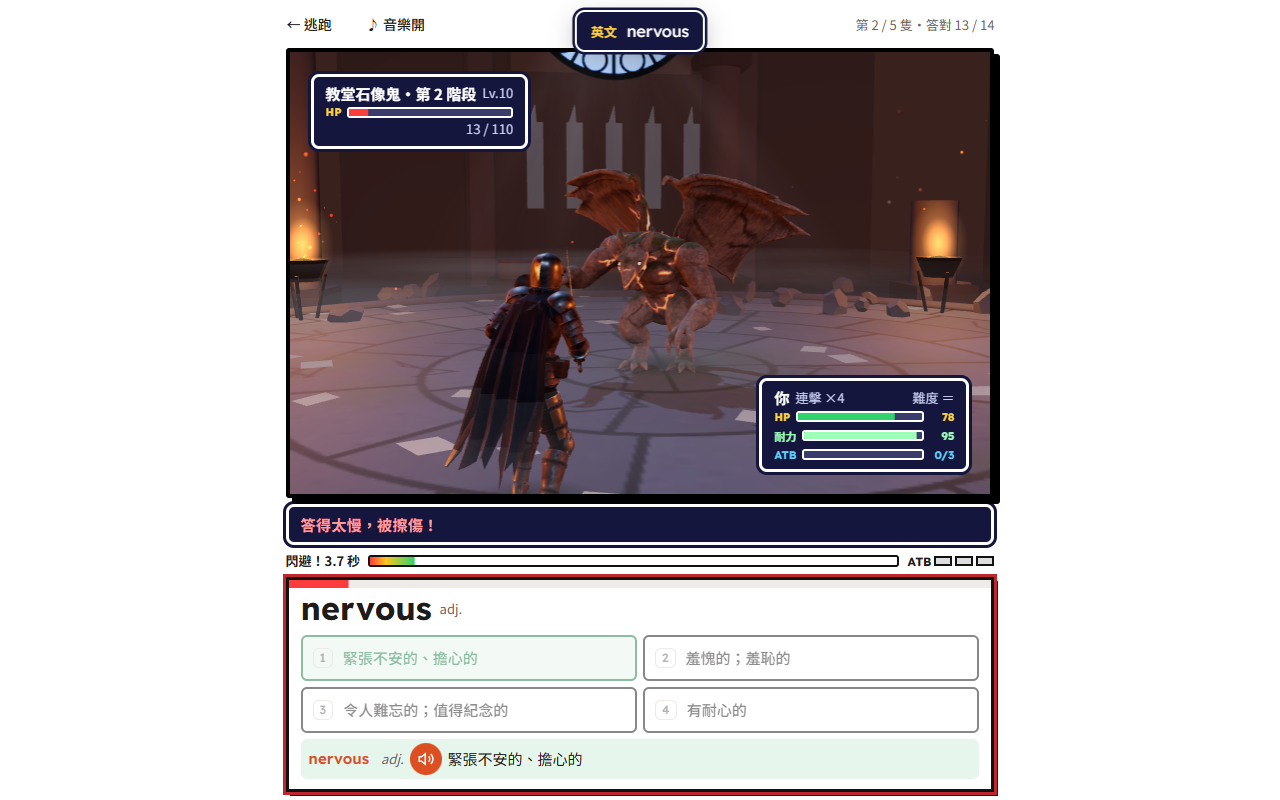 ← 逃跑
♪ 音樂開
英文 nervous
第 2 / 5 隻・答對 13 / 14
教堂石像鬼・第 2 階段 Lv.10
HP
13 / 110
你 連擊 ×4 難度 ＝
HP 78
耐力 95
ATB 0/3
答得太慢，被擦傷！
閃避！3.7 秒
ATB
nervous adj.
1 緊張不安的、擔心的
2 羞愧的；羞恥的
3 令人難忘的；值得紀念的
4 有耐心的
nervous adj. 緊張不安的、擔心的